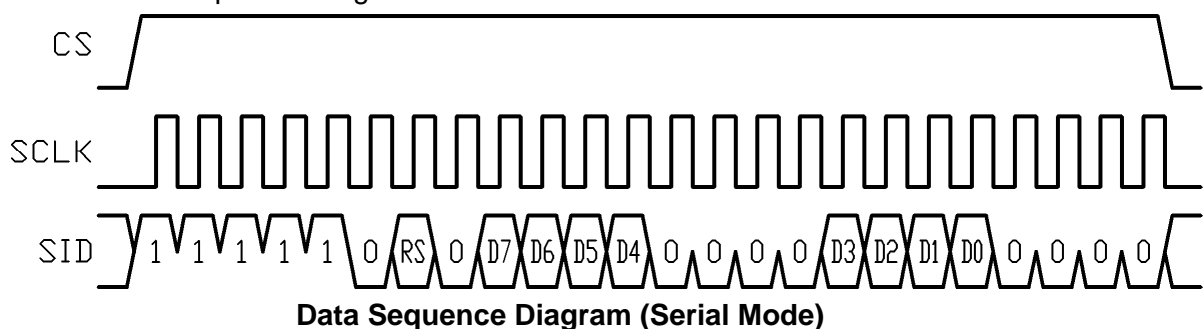 CS
SCLK
SID 1 1 1 1 1 0 RS 0 D7 D6 D5 D4 0 0 0 0 D3 D2 D1 D0 0 0 0 0
Data Sequence Diagram (Serial Mode)